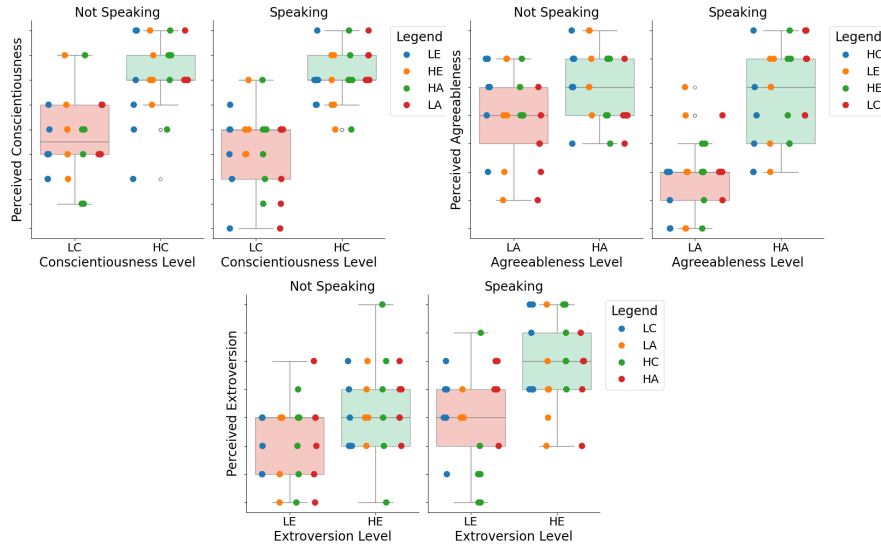 Not Speaking
Speaking
Perceived Conscientiousness
Legend
LE
HE
HA
LA
LC
HC
LC
HC
Conscientiousness Level
Conscientiousness Level
Not Speaking
Speaking
Perceived Agreeableness
Legend
HC
LE
HE
LC
LA
HA
LA
HA
Agreeableness Level
Agreeableness Level
Not Speaking
Speaking
Perceived Extroversion
Legend
LC
LA
HC
HA
LE
HE
LE
HE
Extroversion Level
Extroversion Level